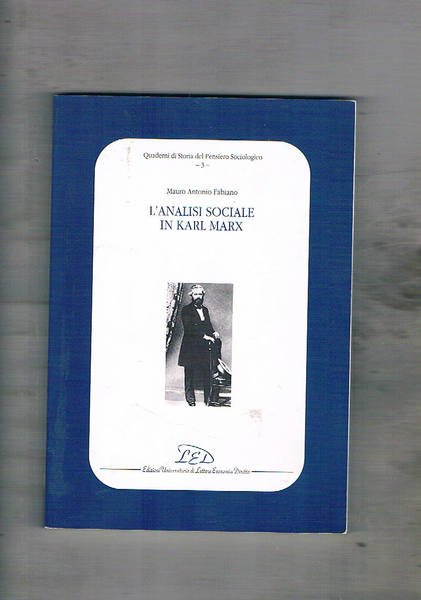 Quaderni di Storia del Pensiero Sociologico
– 3 –
Mauro Antonio Fabiano
L'ANALISI SOCIALE
IN KARL MARX
LED
Edizioni Universitarie di Lettere Economia Diritto